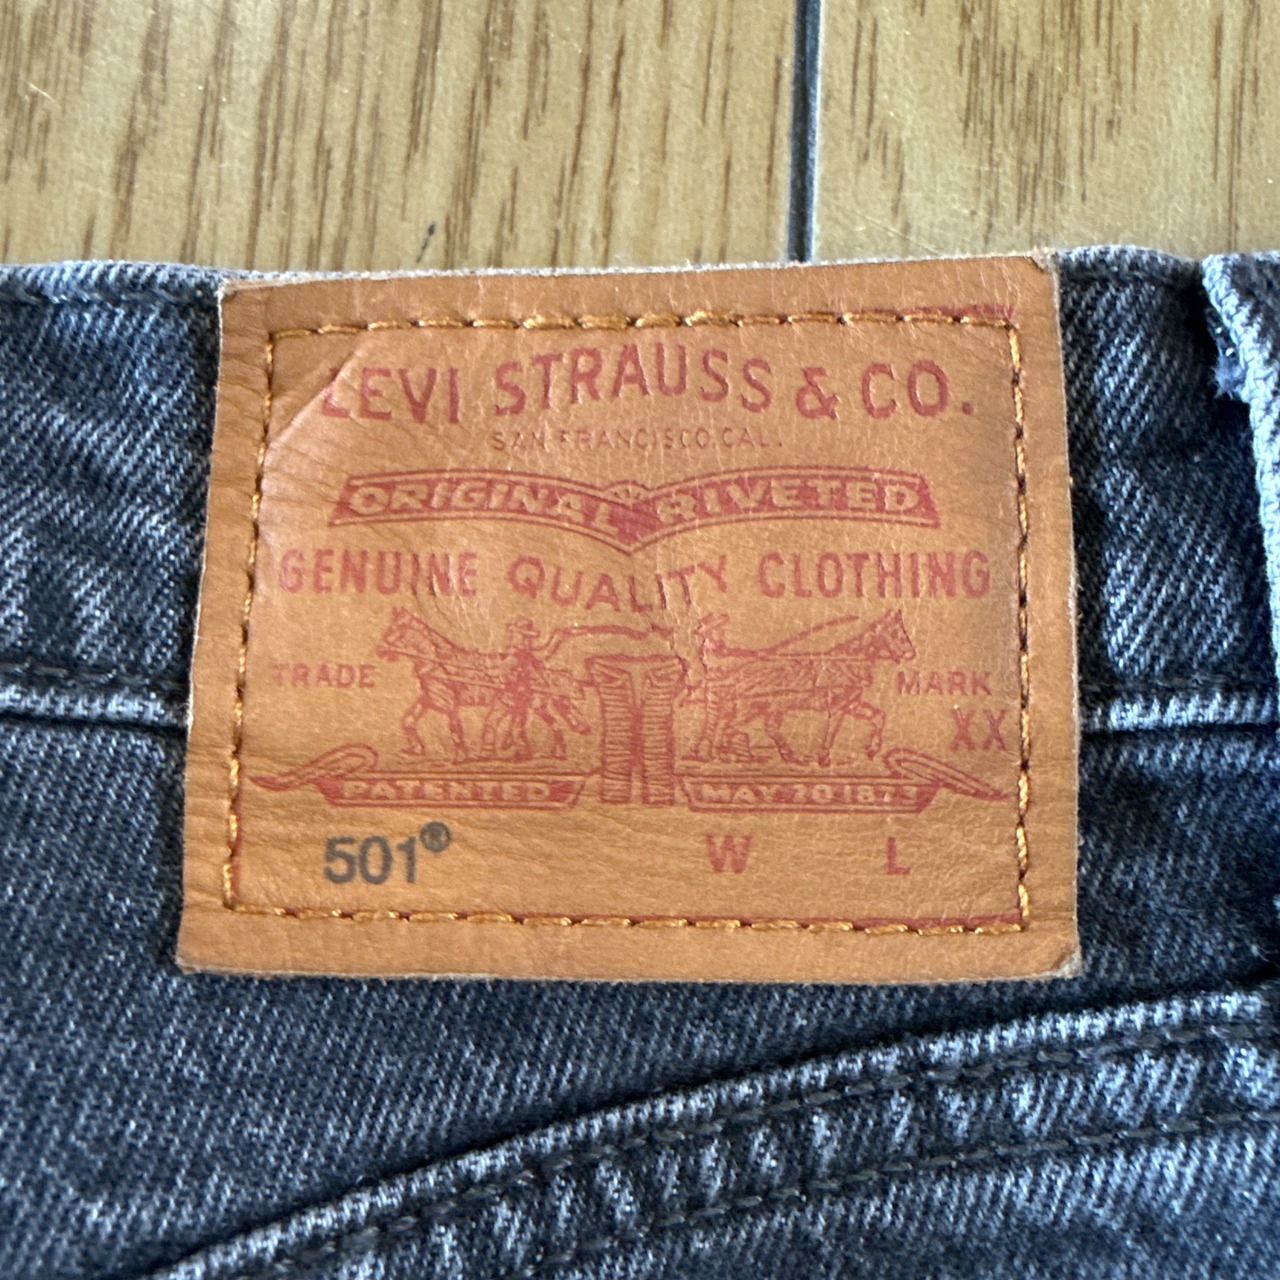 LEVI STRAUSS & CO.
SAN FRANCISCO, CAL.
ORIGINAL RIVETED
GENUINE QUALITY CLOTHING
TRADE MARK
XX
PATENTED MAY 20 1873
501® W L